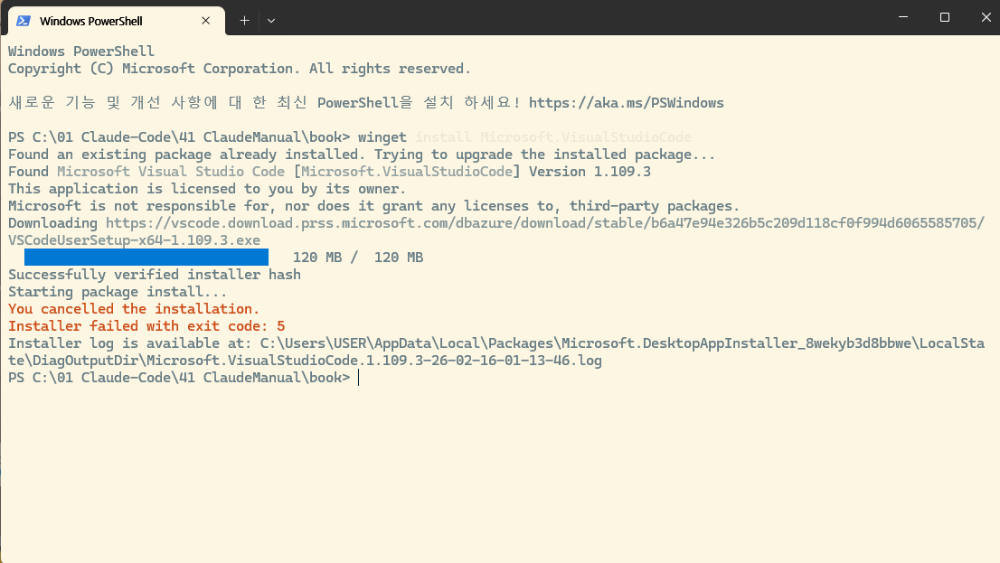 Windows PowerShell
Windows PowerShell
Copyright (C) Microsoft Corporation. All rights reserved.
새로운 기능 및 개선 사항에 대 한 최신 PowerShell을 설치 하세요! https://aka.ms/PSWindows
PS C:\01 Claude-Code\41 ClaudeManual\book> winget install Microsoft.VisualStudioCode
Found an existing package already installed. Trying to upgrade the installed package...
Found Microsoft Visual Studio Code [Microsoft.VisualStudioCode] Version 1.109.3
This application is licensed to you by its owner.
Microsoft is not responsible for, nor does it grant any licenses to, third-party packages.
Downloading https://vscode.download.prss.microsoft.com/dbazure/download/stable/b6a47e94e326b5c209d118cf0f994d6065585705/
VSCodeUserSetup-x64-1.109.3.exe
120 MB / 120 MB
Successfully verified installer hash
Starting package install...
You cancelled the installation.
Installer failed with exit code: 5
Installer log is available at: C:\Users\USER\AppData\Local\Packages\Microsoft.DesktopAppInstaller_8wekyb3d8bbwe\LocalSta
te\DiagOutputDir\Microsoft.VisualStudioCode.1.109.3-26-02-16-01-13-46.log
PS C:\01 Claude-Code\41 ClaudeManual\book>